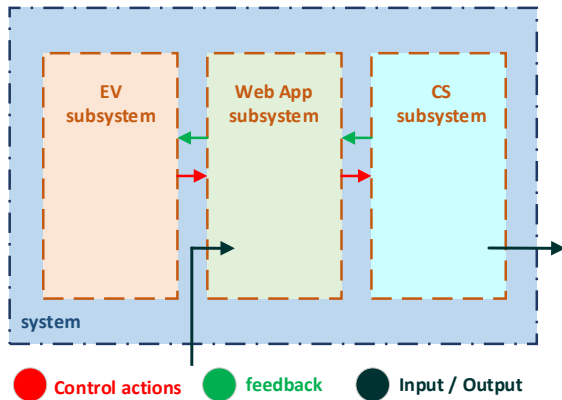 EV
subsystem
Web App
subsystem
CS
subsystem
system
Control actions
feedback
Input / Output